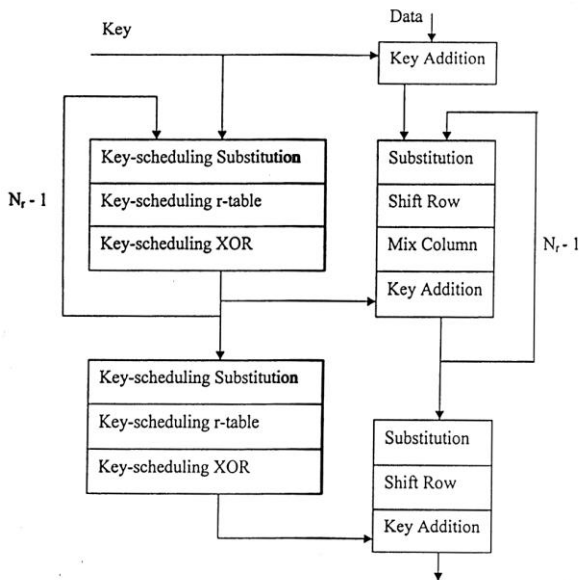 Data
Key
Key Addition
Key-scheduling Substitution
Key-scheduling r-table
Key-scheduling XOR
Nr - 1
Substitution
Shift Row
Mix Column
Key Addition
Nr - 1
Key-scheduling Substitution
Key-scheduling r-table
Key-scheduling XOR
Substitution
Shift Row
Key Addition